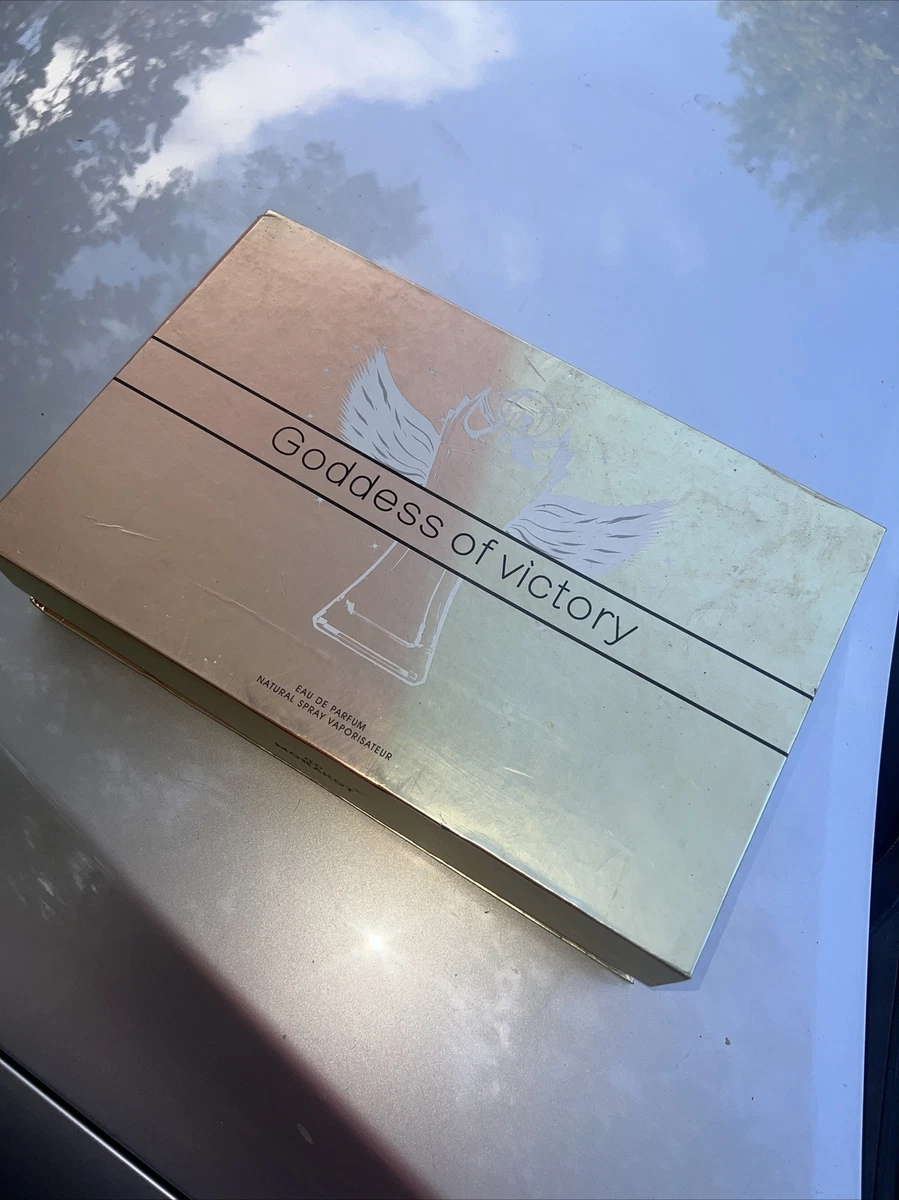 Goddess of victory
EAU DE PARFUM
NATURAL SPRAY VAPORISATEUR